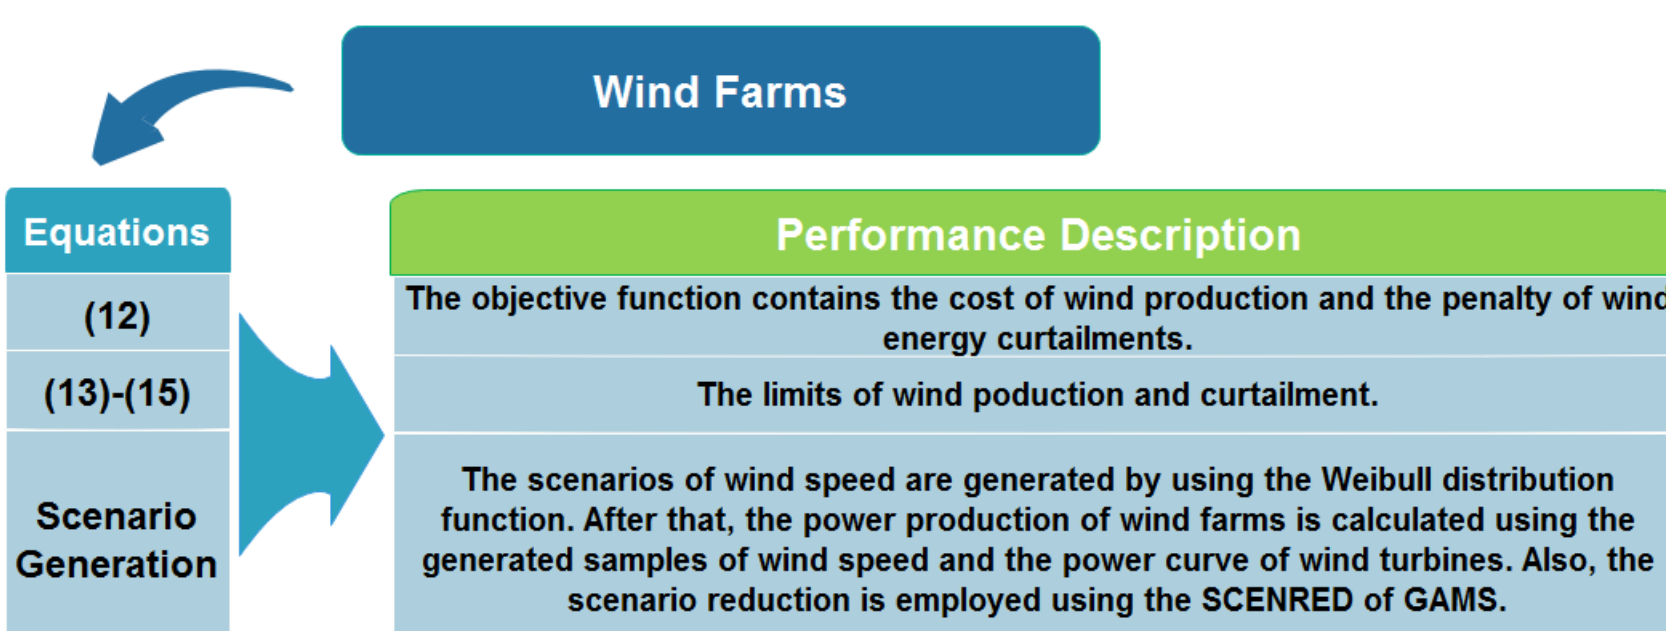 Wind Farms
Equations
Performance Description
(12)
The objective function contains the cost of wind production and the penalty of wind
energy curtailments.
(13)-(15)
The limits of wind poduction and curtailment.
Scenario
Generation
The scenarios of wind speed are generated by using the Weibull distribution
function. After that, the power production of wind farms is calculated using the
generated samples of wind speed and the power curve of wind turbines. Also, the
scenario reduction is employed using the SCENRED of GAMS.